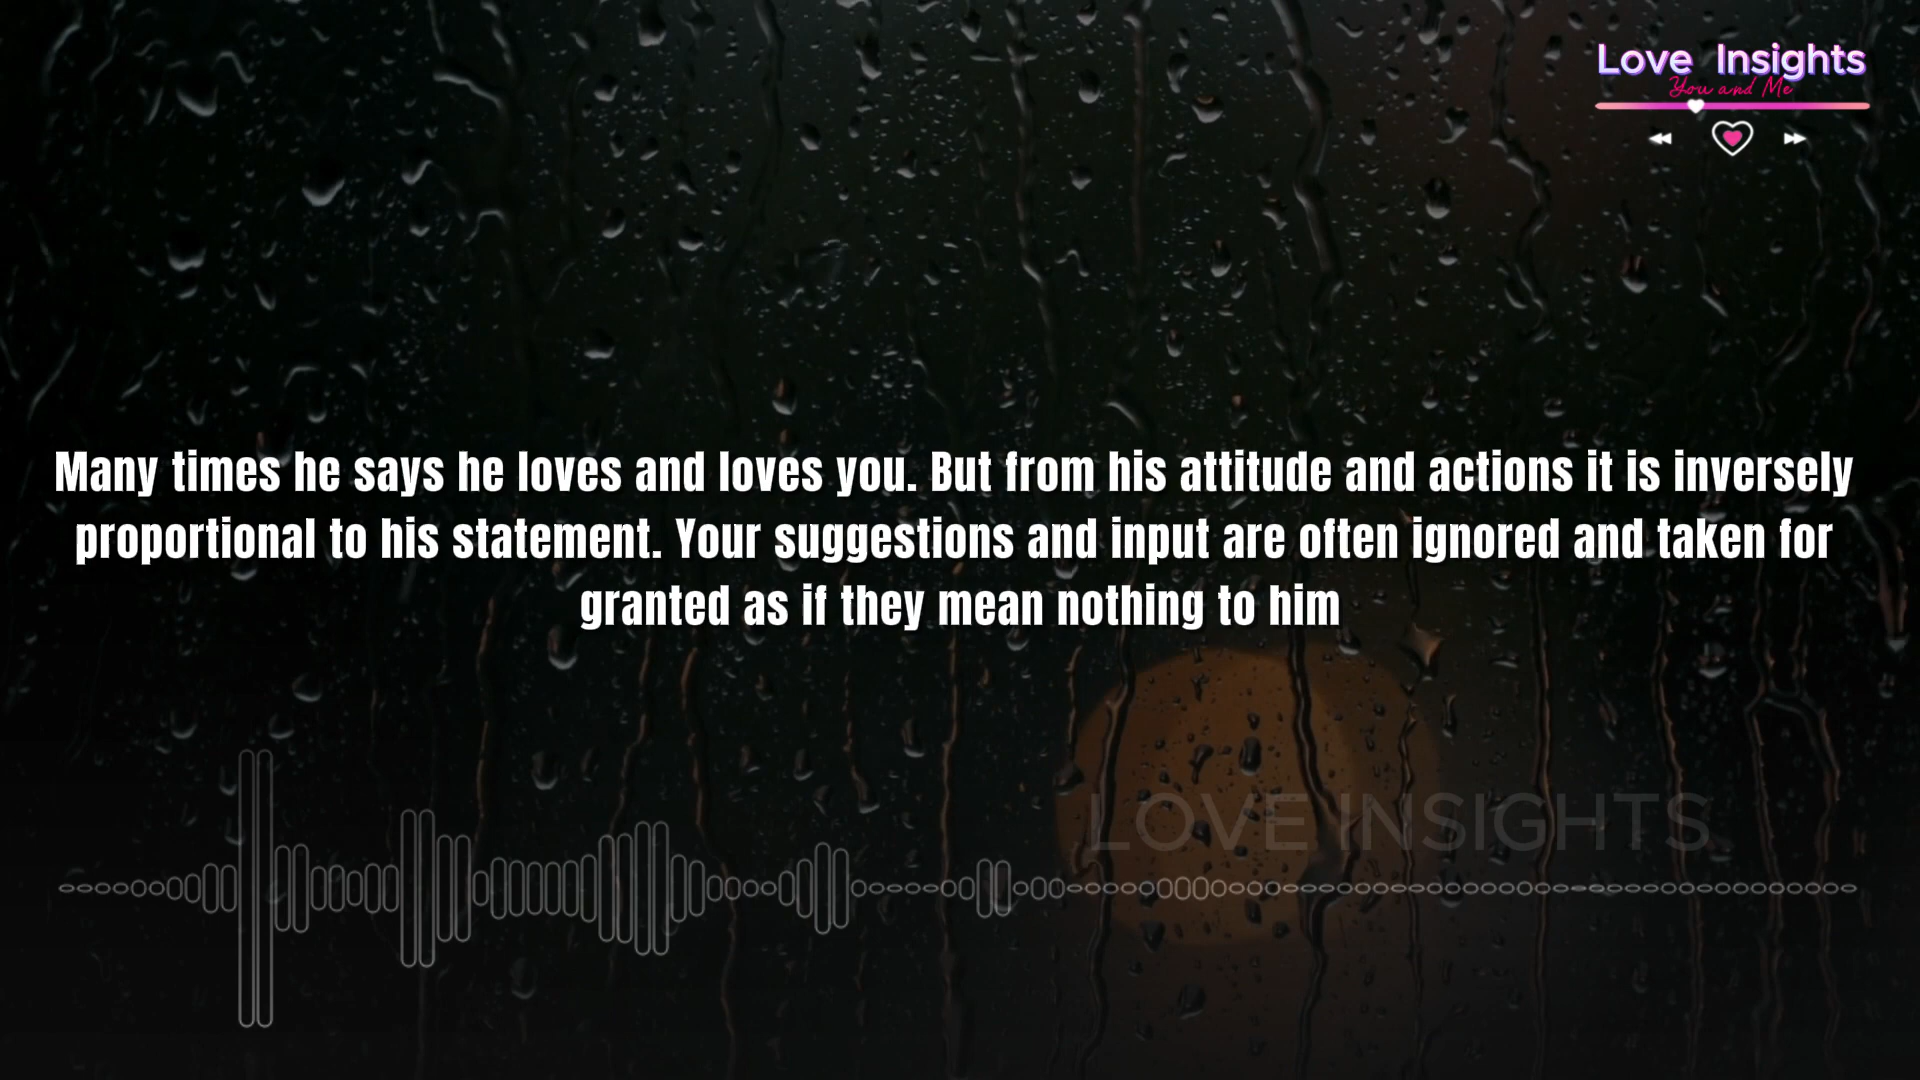 Love Insights
You and Me
Many times he says he loves and loves you. But from his attitude and actions it is inversely
proportional to his statement. Your suggestions and input are often ignored and taken for
granted as if they mean nothing to him
LOVE INSIGHTS